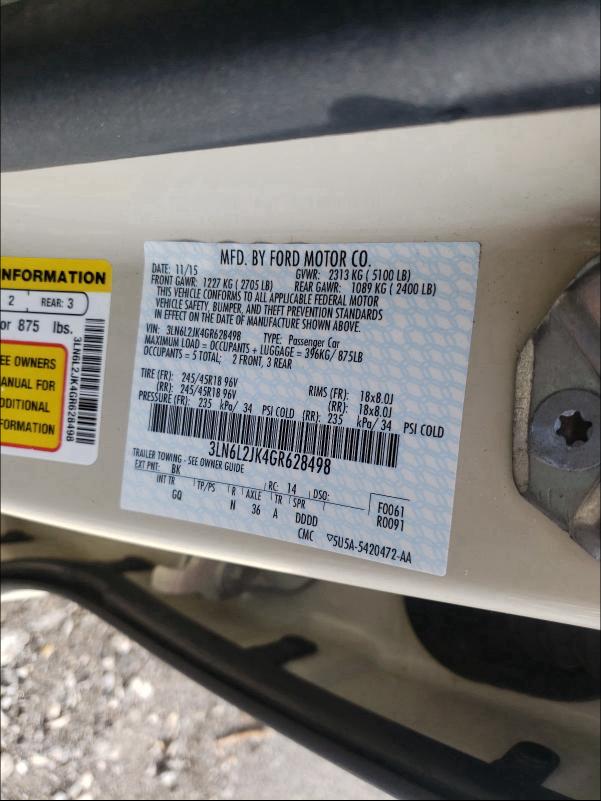 INFORMATION
2 REAR: 3
or 875 lbs.
EE OWNERS
ANUAL FOR
DDITIONAL
FORMATION
3LN6L2JK4GR628498
MFD. BY FORD MOTOR CO.
DATE: 11/15 GVWR: 2313 KG ( 5100 LB)
FRONT GAWR: 1227 KG ( 2705 LB) REAR GAWR: 1089 KG ( 2400 LB)
THIS VEHICLE CONFORMS TO ALL APPLICABLE FEDERAL MOTOR
VEHICLE SAFETY, BUMPER, AND THEFT PREVENTION STANDARDS
IN EFFECT ON THE DATE OF MANUFACTURE SHOWN ABOVE.
VIN: 3LN6L2JK4GR628498 TYPE: Passenger Car
MAXIMUM LOAD = OCCUPANTS + LUGGAGE = 396KG/ 875LB
OCCUPANTS = 5 TOTAL; 2 FRONT, 3 REAR
TIRE (FR): 245/45R18 96V RIMS (FR): 18x8.0J
(RR): 245/45R18 96V (RR): 18x8.0J
PRESSURE (FR): 235 kPa/ 34 PSI COLD (RR): 235 kPa/ 34 PSI COLD
3LN6L2JK4GR628498
TRAILER TOWING - SEE OWNER GUIDE
EXT PNT: BK RC: 14 DSO: F0061
INT TR TP/PS R AXLE TR SPR R0091
GQ N 36 A DDDD
CMC 5U5A-5420472-AA